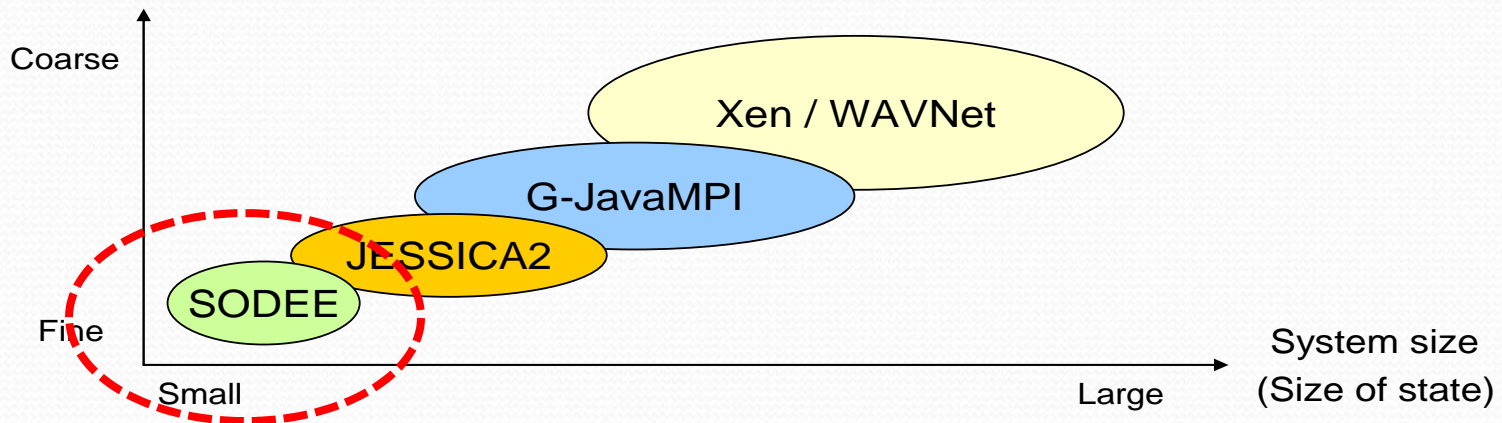 Coarse
Xen / WAVNet
G-JavaMPI
JESSICA2
SODEE
Fine
System size
(Size of state)
Small
Large